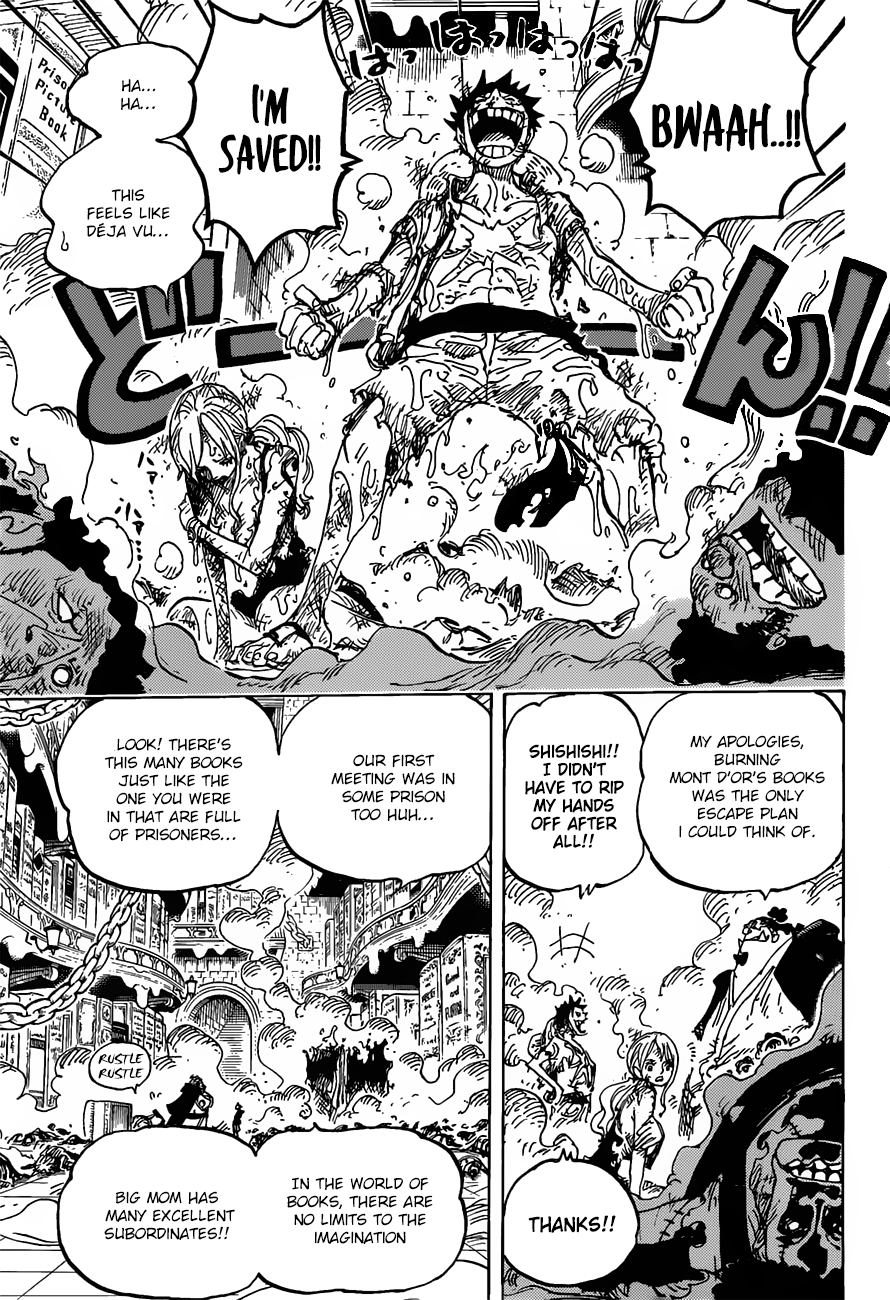 はっ はっ はっ はっ
BWAAH..!!
I'M
SAVED!!
Prison
Picture
Book
HA...
HA...
THIS
FEELS LIKE
DÉJA VU...
どーーん!!
MY APOLOGIES,
BURNING
MONT D'OR'S BOOKS
WAS THE ONLY
ESCAPE PLAN
I COULD THINK OF.
SHISHISHI!!
I DIDN'T
HAVE TO RIP
MY HANDS
OFF AFTER
ALL!!
THANKS!!
OUR FIRST
MEETING WAS IN
SOME PRISON
TOO HUH...
LOOK! THERE'S
THIS MANY BOOKS
JUST LIKE THE
ONE YOU WERE
IN THAT ARE FULL
OF PRISONERS...
RUSTLE
RUSTLE
IN THE WORLD OF
BOOKS, THERE ARE
NO LIMITS TO THE
IMAGINATION
BIG MOM HAS
MANY EXCELLENT
SUBORDINATES!!